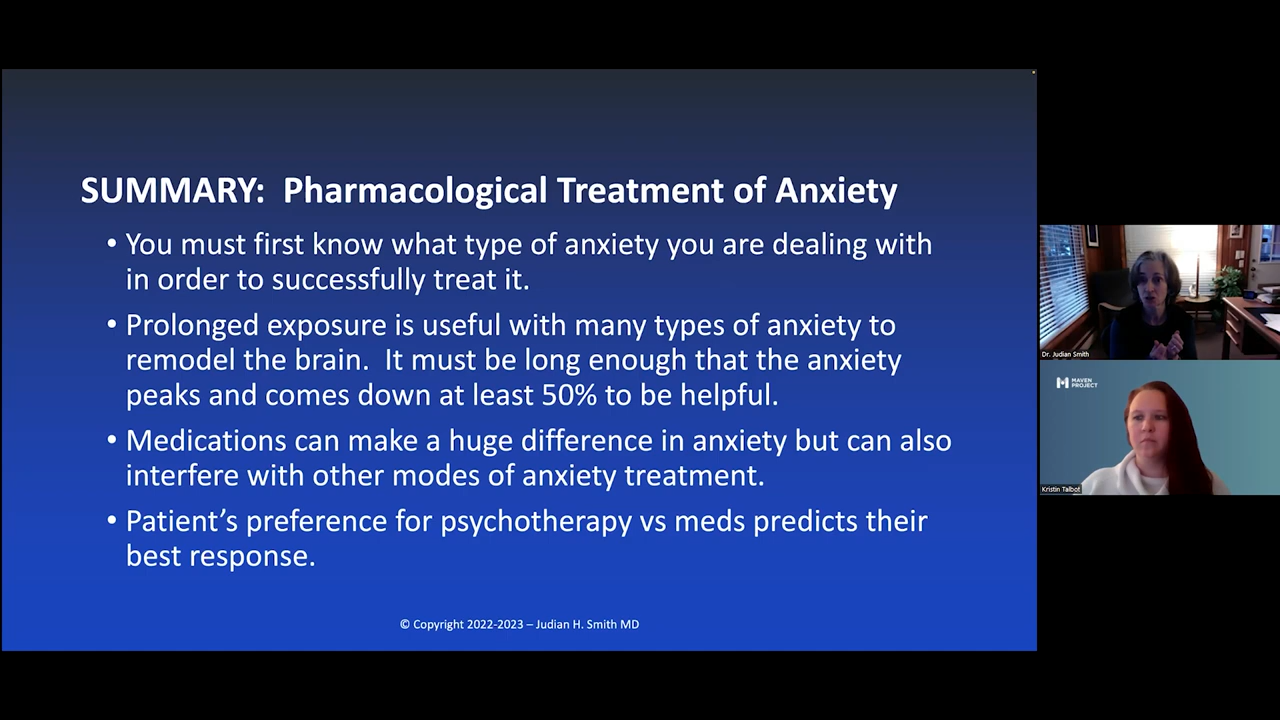 SUMMARY:  Pharmacological Treatment of Anxiety
• You must first know what type of anxiety you are dealing with
in order to successfully treat it.
• Prolonged exposure is useful with many types of anxiety to
remodel the brain.  It must be long enough that the anxiety
peaks and comes down at least 50% to be helpful.
• Medications can make a huge difference in anxiety but can also
interfere with other modes of anxiety treatment.
• Patient’s preference for psychotherapy vs meds predicts their
best response.
© Copyright 2022-2023 – Judian H. Smith MD
Dr. Judian Smith
MAVEN
PROJECT
Kristin Talbot